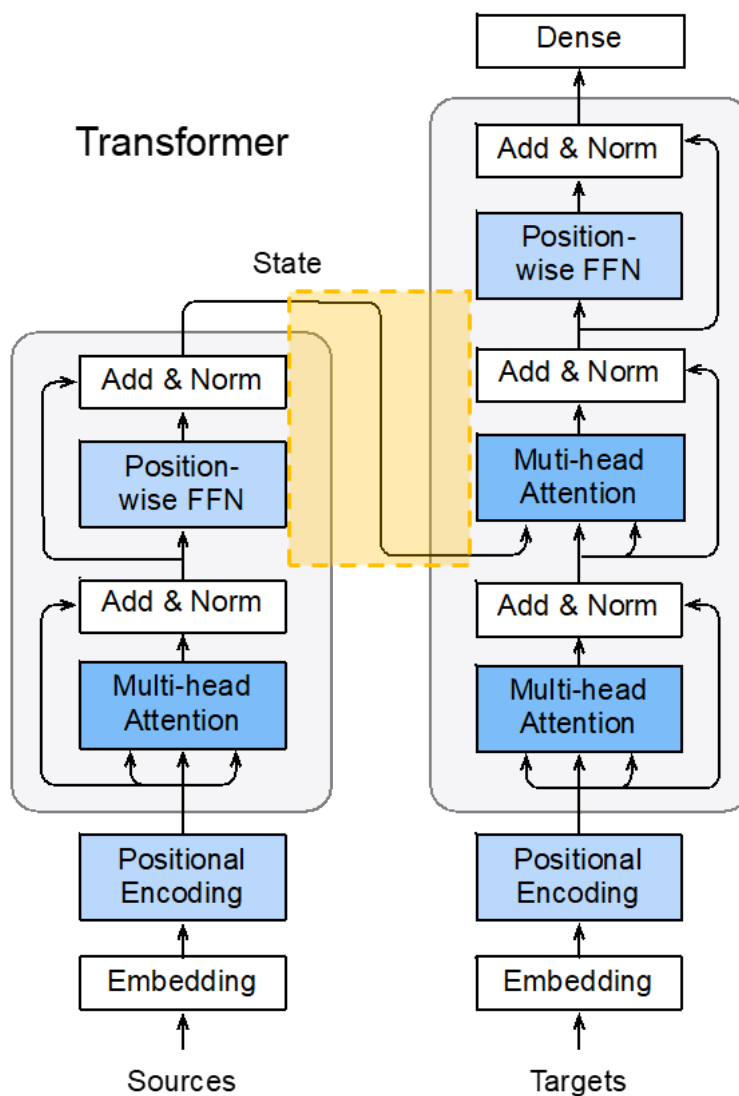 Transformer
State
Add & Norm
Position-
wise FFN
Add & Norm
Multi-head
Attention
Positional
Encoding
Embedding
Sources
Dense
Add & Norm
Position-
wise FFN
Add & Norm
Muti-head
Attention
Add & Norm
Multi-head
Attention
Positional
Encoding
Embedding
Targets